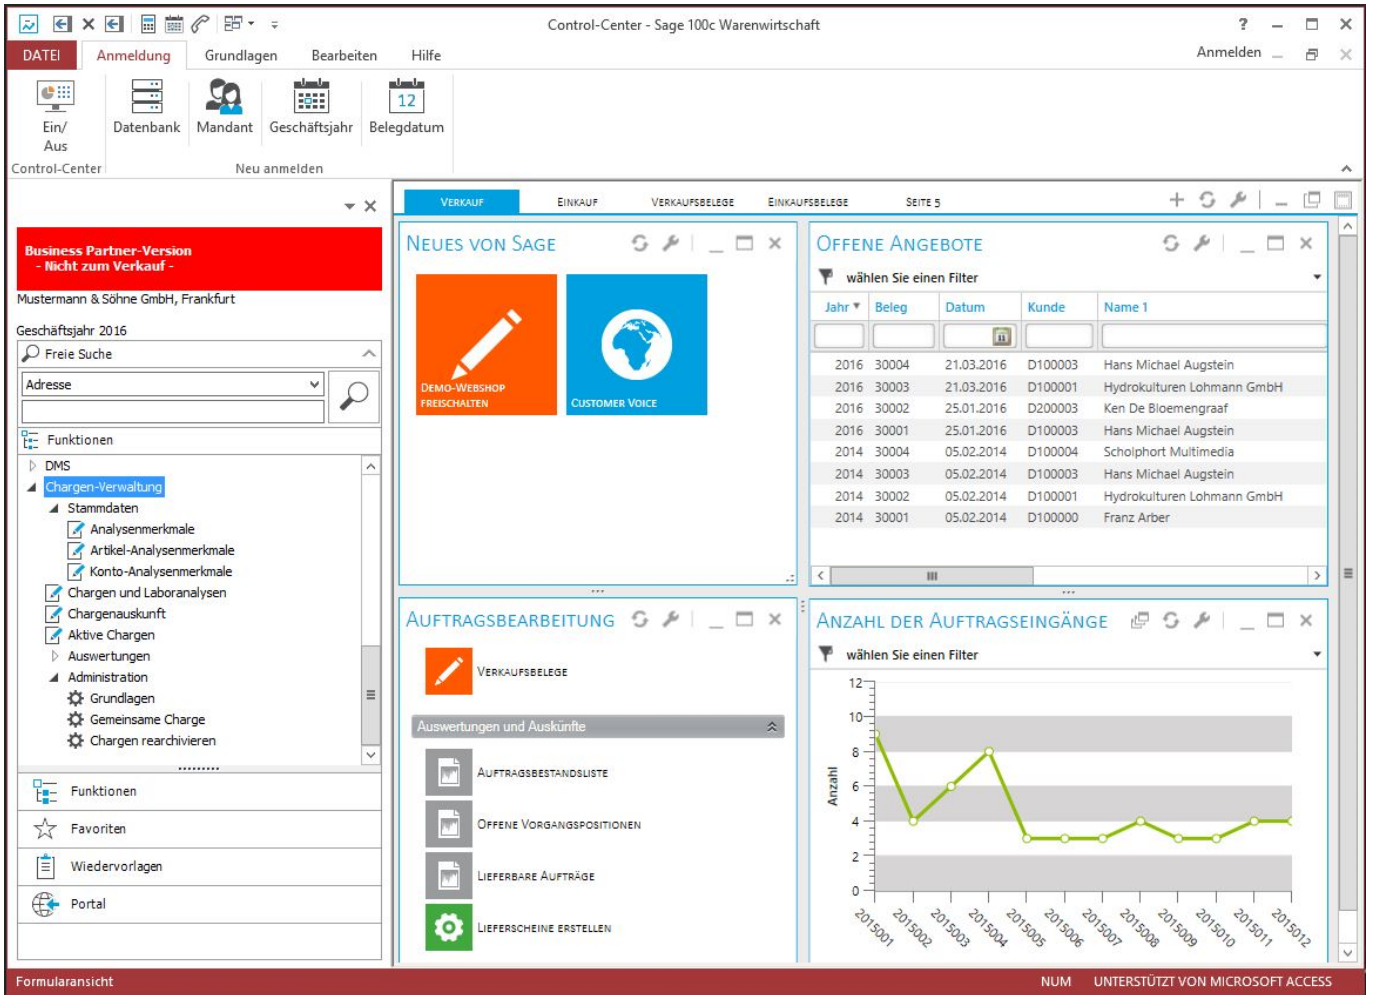 Control-Center - Sage 100c Warenwirtschaft
?
DATEI Anmeldung Grundlagen Bearbeiten Hilfe Anmelden
12
Ein/
Aus
Datenbank Mandant Geschäftsjahr Belegdatum
Control-Center Neu anmelden
Business Partner-Version
- Nicht zum Verkauf -
Mustermann & Söhne GmbH, Frankfurt
Geschäftsjahr 2016
Freie Suche
Adresse
Funktionen
DMS
Chargen-Verwaltung
Stammdaten
Analysenmerkmale
Artikel-Analysenmerkmale
Konto-Analysenmerkmale
Chargen und Laboranalysen
Chargenauskunft
Aktive Chargen
Auswertungen
Administration
Grundlagen
Gemeinsame Charge
Chargen rearchivieren
Funktionen
Favoriten
Wiedervorlagen
Portal
VERKAUF EINKAUF VERKAUFSBELEGE EINKAUFSBELEGE SEITE 5
NEUES VON SAGE
DEMO-WEBSHOP
FREISCHALTEN
CUSTOMER VOICE
OFFENE ANGEBOTE
wählen Sie einen Filter
Jahr Beleg Datum Kunde Name 1
2016 30004 21.03.2016 D100003 Hans Michael Augstein
2016 30003 21.03.2016 D100001 Hydrokulturen Lohmann GmbH
2016 30002 25.01.2016 D200003 Ken De Bloemengraaf
2016 30001 25.01.2016 D100003 Hans Michael Augstein
2014 30004 05.02.2014 D100004 Scholphort Multimedia
2014 30003 05.02.2014 D100003 Hans Michael Augstein
2014 30002 05.02.2014 D100001 Hydrokulturen Lohmann GmbH
2014 30001 05.02.2014 D100000 Franz Arber
AUFTRAGSBEARBEITUNG
VERKAUFSBELEGE
Auswertungen und Auskünfte
AUFTRAGSBESTANDSLISTE
OFFENE VORGANGSPOSITIONEN
LIEFERBARE AUFTRÄGE
LIEFERSCHEINE ERSTELLEN
ANZAHL DER AUFTRAGSEINGÄNGE
wählen Sie einen Filter
Anzahl
12
10
8
6
4
2
0
2015001 2015002 2015003 2015004 2015005 2015006 2015007 2015008 2015009 2015010 2015011 2015012
Formularansicht NUM UNTERSTÜTZT VON MICROSOFT ACCESS